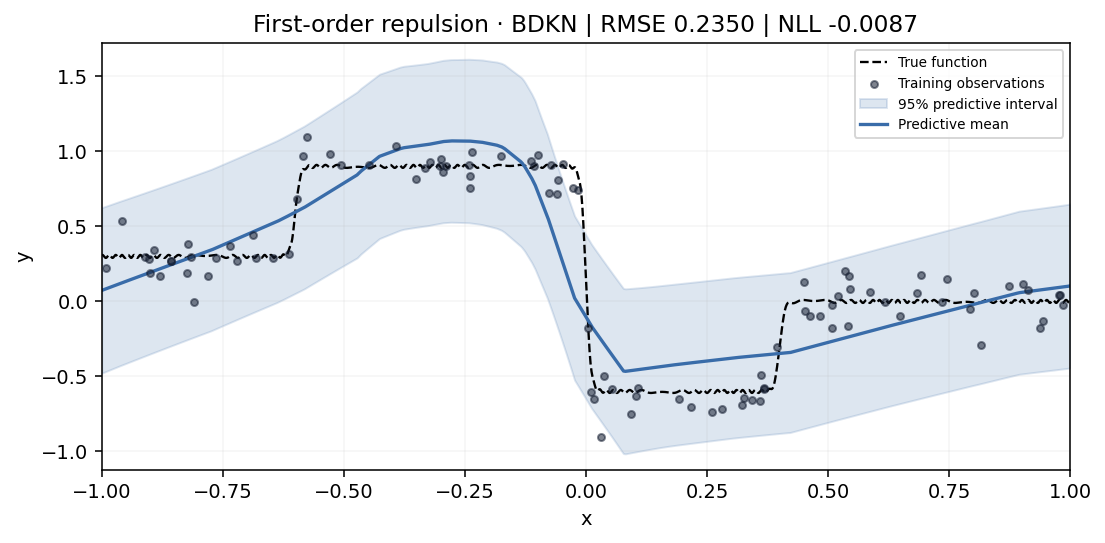 First-order repulsion · BDKN | RMSE 0.2350 | NLL -0.0087
True function
Training observations
95% predictive interval
Predictive mean
y
1.5
1.0
0.5
0.0
−0.5
−1.0
−1.00 −0.75 −0.50 −0.25 0.00 0.25 0.50 0.75 1.00
x